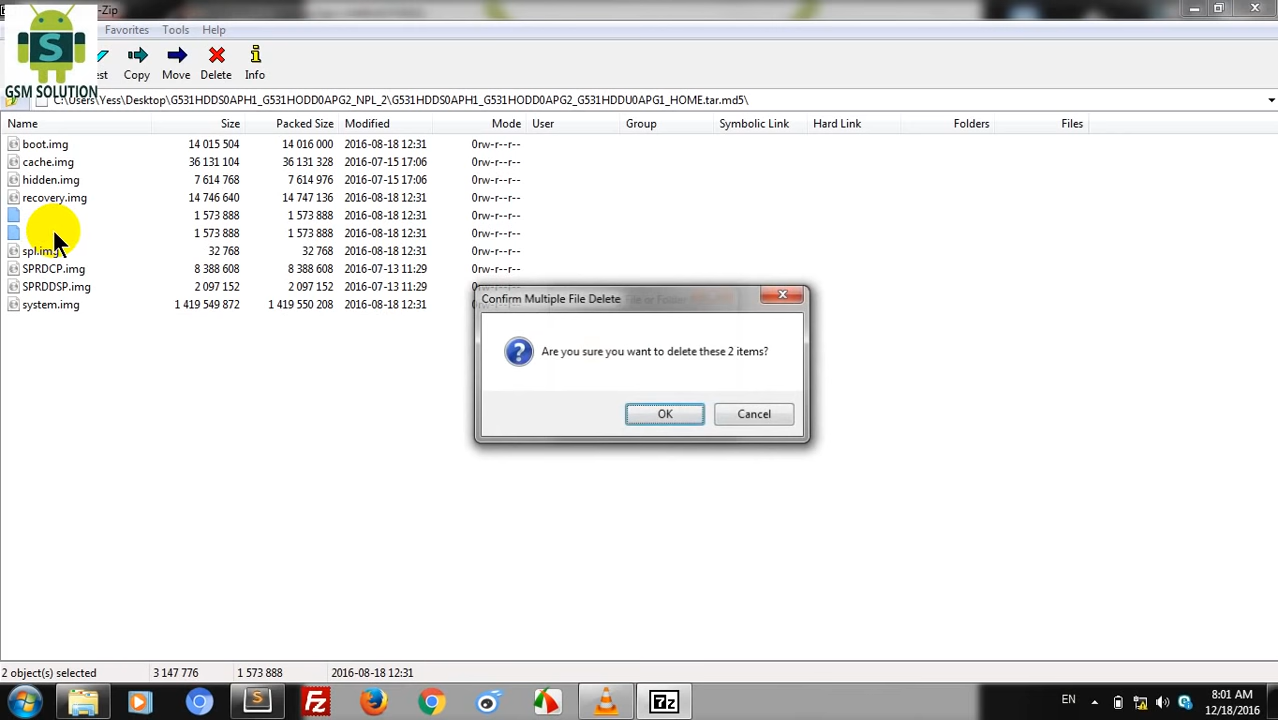 -Zip
Favorites Tools Help
Copy Move Delete Info
S
GSM SOLUTION
C:\Users\Yess\Desktop\G531HDDS0APH1_G531HODD0APG2_NPL_2\G531HDDS0APH1_G531HODD0APG2_G531HDDU0APG1_HOME.tar.md5\
Name Size Packed Size Modified Mode User Group Symbolic Link Hard Link Folders Files
boot.img 14 015 504 14 016 000 2016-08-18 12:31 0rw-r--r--
cache.img 36 131 104 36 131 328 2016-07-15 17:06 0rw-r--r--
hidden.img 7 614 768 7 614 976 2016-07-15 17:06 0rw-r--r--
recovery.img 14 746 640 14 747 136 2016-08-18 12:31 0rw-r--r--
1 573 888 1 573 888 2016-08-18 12:31 0rw-r--r--
1 573 888 1 573 888 2016-08-18 12:31 0rw-r--r--
spl.img 32 768 32 768 2016-08-18 12:31 0rw-r--r--
SPRDCP.img 8 388 608 8 388 608 2016-07-13 11:29 0rw-r--r--
SPRDDSP.img 2 097 152 2 097 152 2016-07-13 11:29 0rw-r--r--
system.img 1 419 549 872 1 419 550 208 2016-08-18 12:31 0rw-r--r--
Confirm Multiple File Delete
Are you sure you want to delete these 2 items?
OK Cancel
2 object(s) selected 3 147 776 1 573 888 2016-08-18 12:31
S
Fz
7z
EN
8:01 AM
12/18/2016